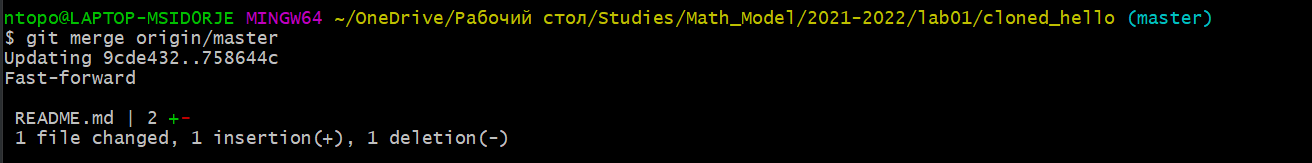 ntopo@LAPTOP-MSIDORJE MINGW64 ~/OneDrive/Рабочий стол/Studies/Math_Model/2021-2022/lab01/cloned_hello (master)
$ git merge origin/master
Updating 9cde432..758644c
Fast-forward
README.md | 2 +-
1 file changed, 1 insertion(+), 1 deletion(-)